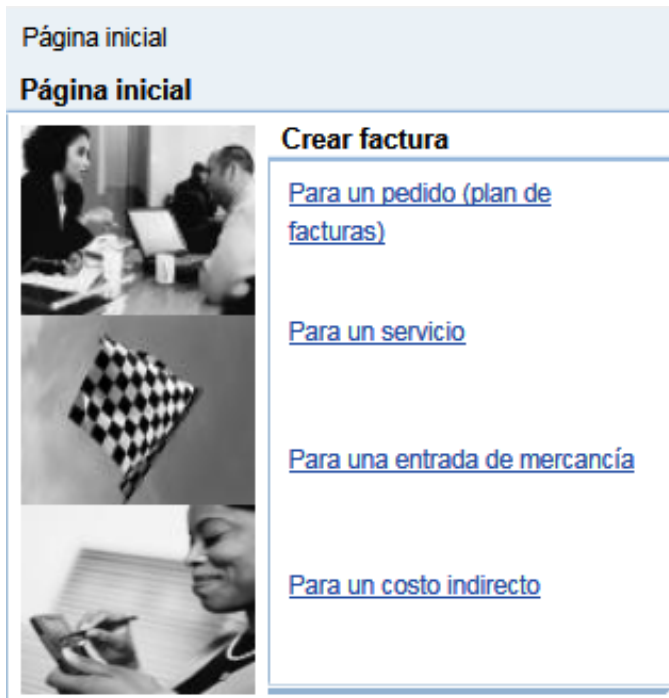 Página inicial
Página inicial
Crear factura
Para un pedido (plan de
facturas)
Para un servicio
Para una entrada de mercancía
Para un costo indirecto